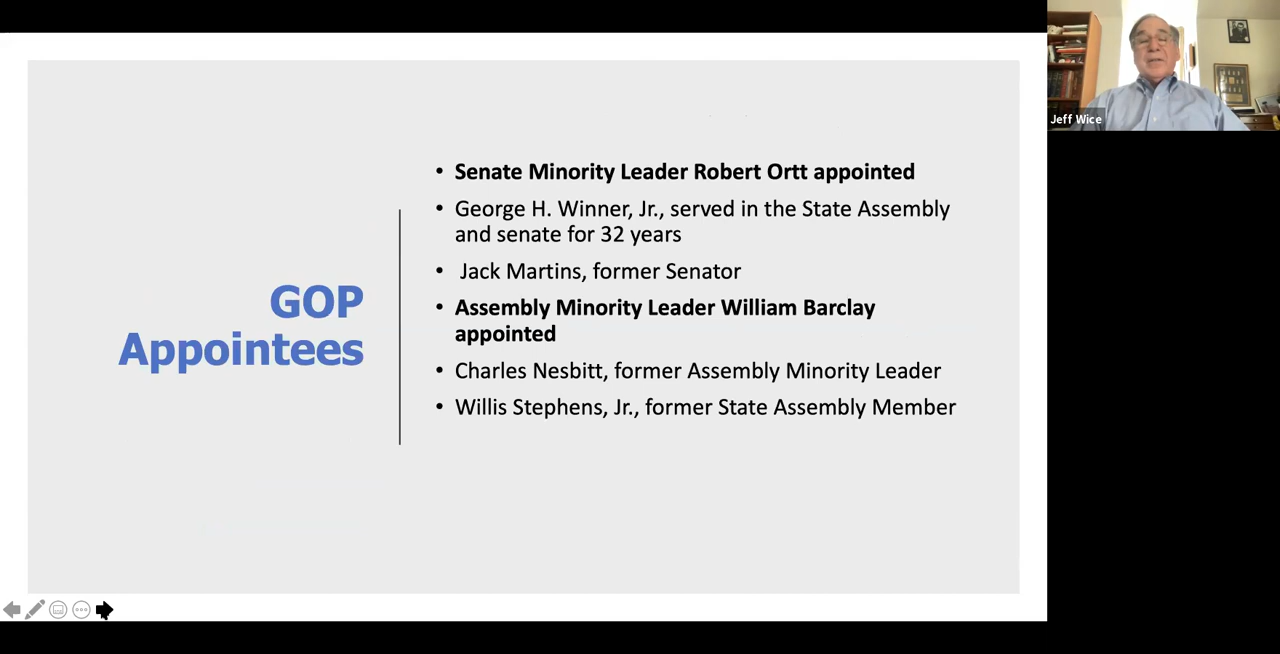 GOP
Appointees
• Senate Minority Leader Robert Ortt appointed
• George H. Winner, Jr., served in the State Assembly
and senate for 32 years
• Jack Martins, former Senator
• Assembly Minority Leader William Barclay
appointed
• Charles Nesbitt, former Assembly Minority Leader
• Willis Stephens, Jr., former State Assembly Member
Jeff Wice